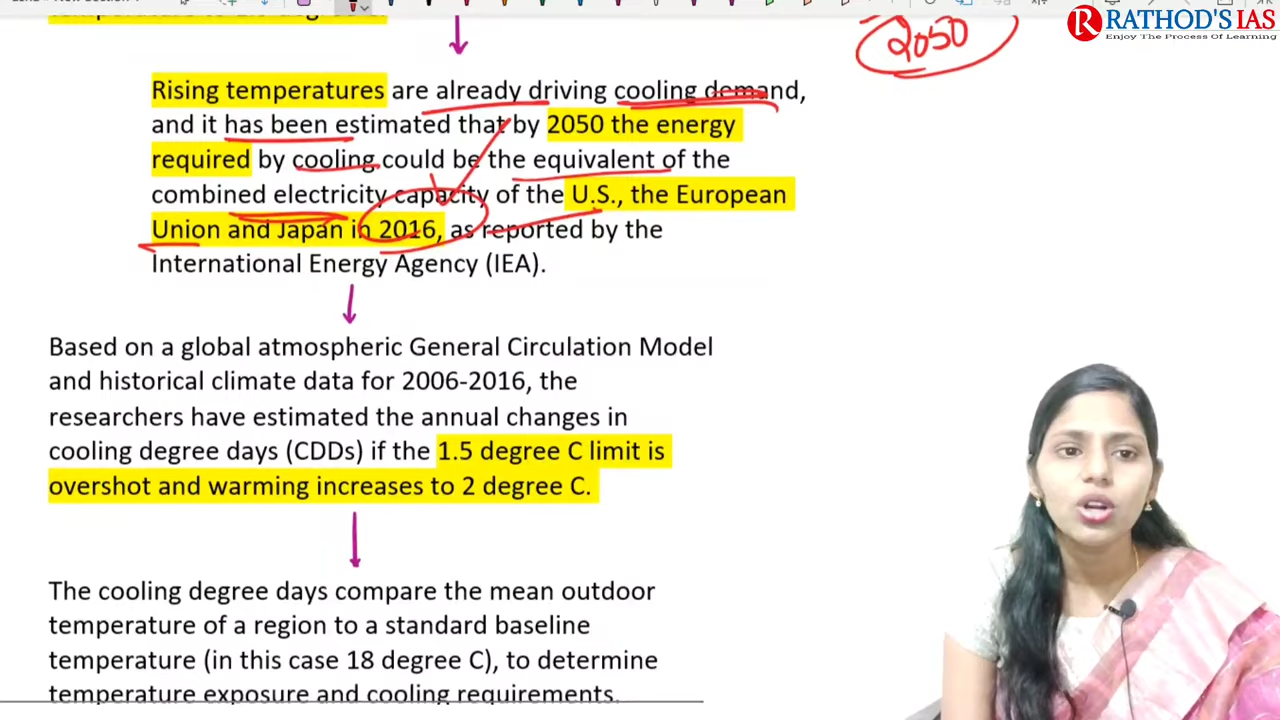 RATHOD'S IAS
Enjoy The Process Of Learning
2050
Rising temperatures are already driving cooling demand,
and it has been estimated that by 2050 the energy
required by cooling could be the equivalent of the
combined electricity capacity of the U.S., the European
Union and Japan in 2016, as reported by the
International Energy Agency (IEA).
Based on a global atmospheric General Circulation Model
and historical climate data for 2006-2016, the
researchers have estimated the annual changes in
cooling degree days (CDDs) if the 1.5 degree C limit is
overshot and warming increases to 2 degree C.
The cooling degree days compare the mean outdoor
temperature of a region to a standard baseline
temperature (in this case 18 degree C), to determine
temperature exposure and cooling requirements.